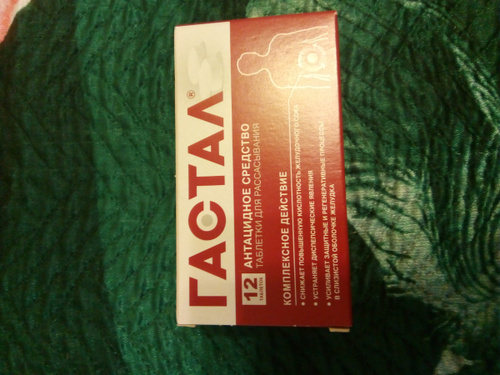 ГАСТАЛ®
АНТАЦИДНОЕ СРЕДСТВО
ТАБЛЕТКИ ДЛЯ РАССАСЫВАНИЯ
12
ТАБЛЕТОК
КОМПЛЕКСНОЕ ДЕЙСТВИЕ
• СНИЖАЕТ ПОВЫШЕННУЮ КИСЛОТНОСТЬ ЖЕЛУДОЧНОГО СОКА
• УСТРАНЯЕТ ДИСПЕПСИЧЕСКИЕ ЯВЛЕНИЯ
• УСИЛИВАЕТ ЗАЩИТНЫЕ И РЕГЕНЕРАТИВНЫЕ ПРОЦЕССЫ
В СЛИЗИСТОЙ ОБОЛОЧКЕ ЖЕЛУДКА